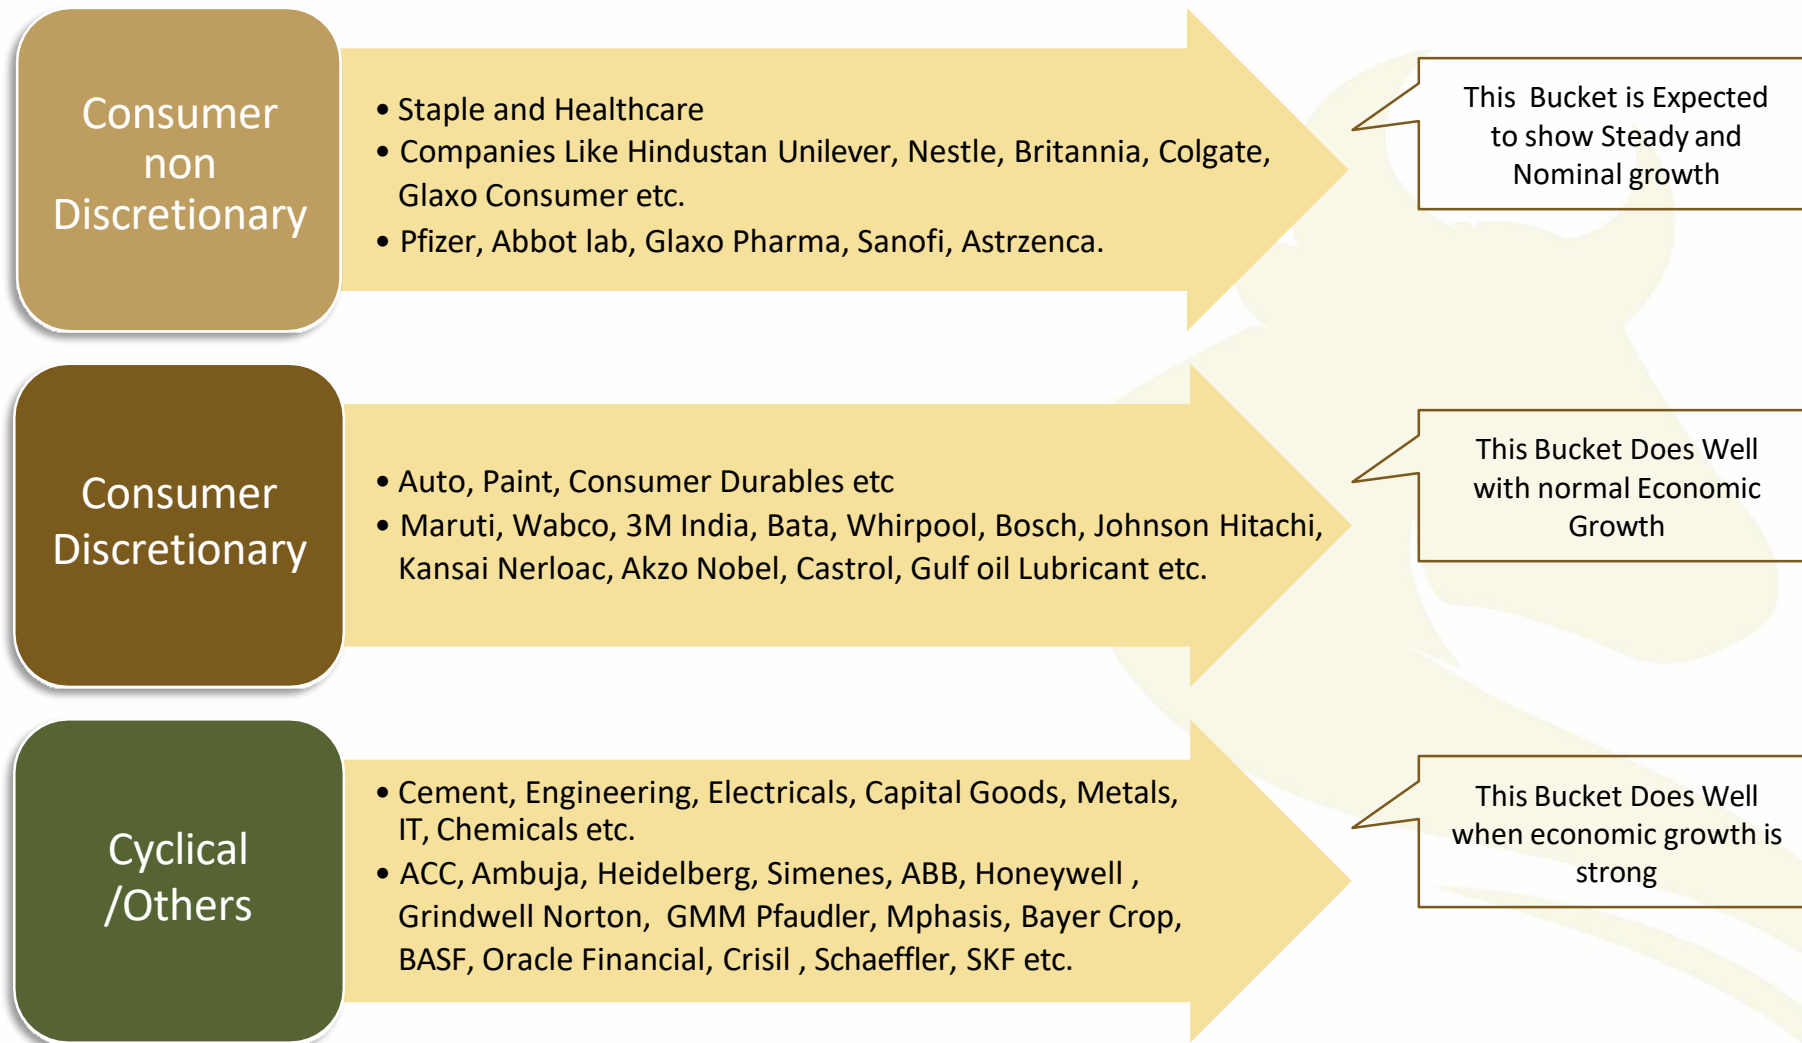 Consumer
non
Discretionary
• Staple and Healthcare
• Companies Like Hindustan Unilever, Nestle, Britannia, Colgate,
Glaxo Consumer etc.
• Pfizer, Abbot lab, Glaxo Pharma, Sanofi, Astrzenca.
This Bucket is Expected
to show Steady and
Nominal growth
Consumer
Discretionary
• Auto, Paint, Consumer Durables etc
• Maruti, Wabco, 3M India, Bata, Whirpool, Bosch, Johnson Hitachi,
Kansai Nerloac, Akzo Nobel, Castrol, Gulf oil Lubricant etc.
This Bucket Does Well
with normal Economic
Growth
Cyclical
/Others
• Cement, Engineering, Electricals, Capital Goods, Metals,
IT, Chemicals etc.
• ACC, Ambuja, Heidelberg, Simenes, ABB, Honeywell ,
Grindwell Norton, GMM Pfaudler, Mphasis, Bayer Crop,
BASF, Oracle Financial, Crisil , Schaeffler, SKF etc.
This Bucket Does Well
when economic growth is
strong